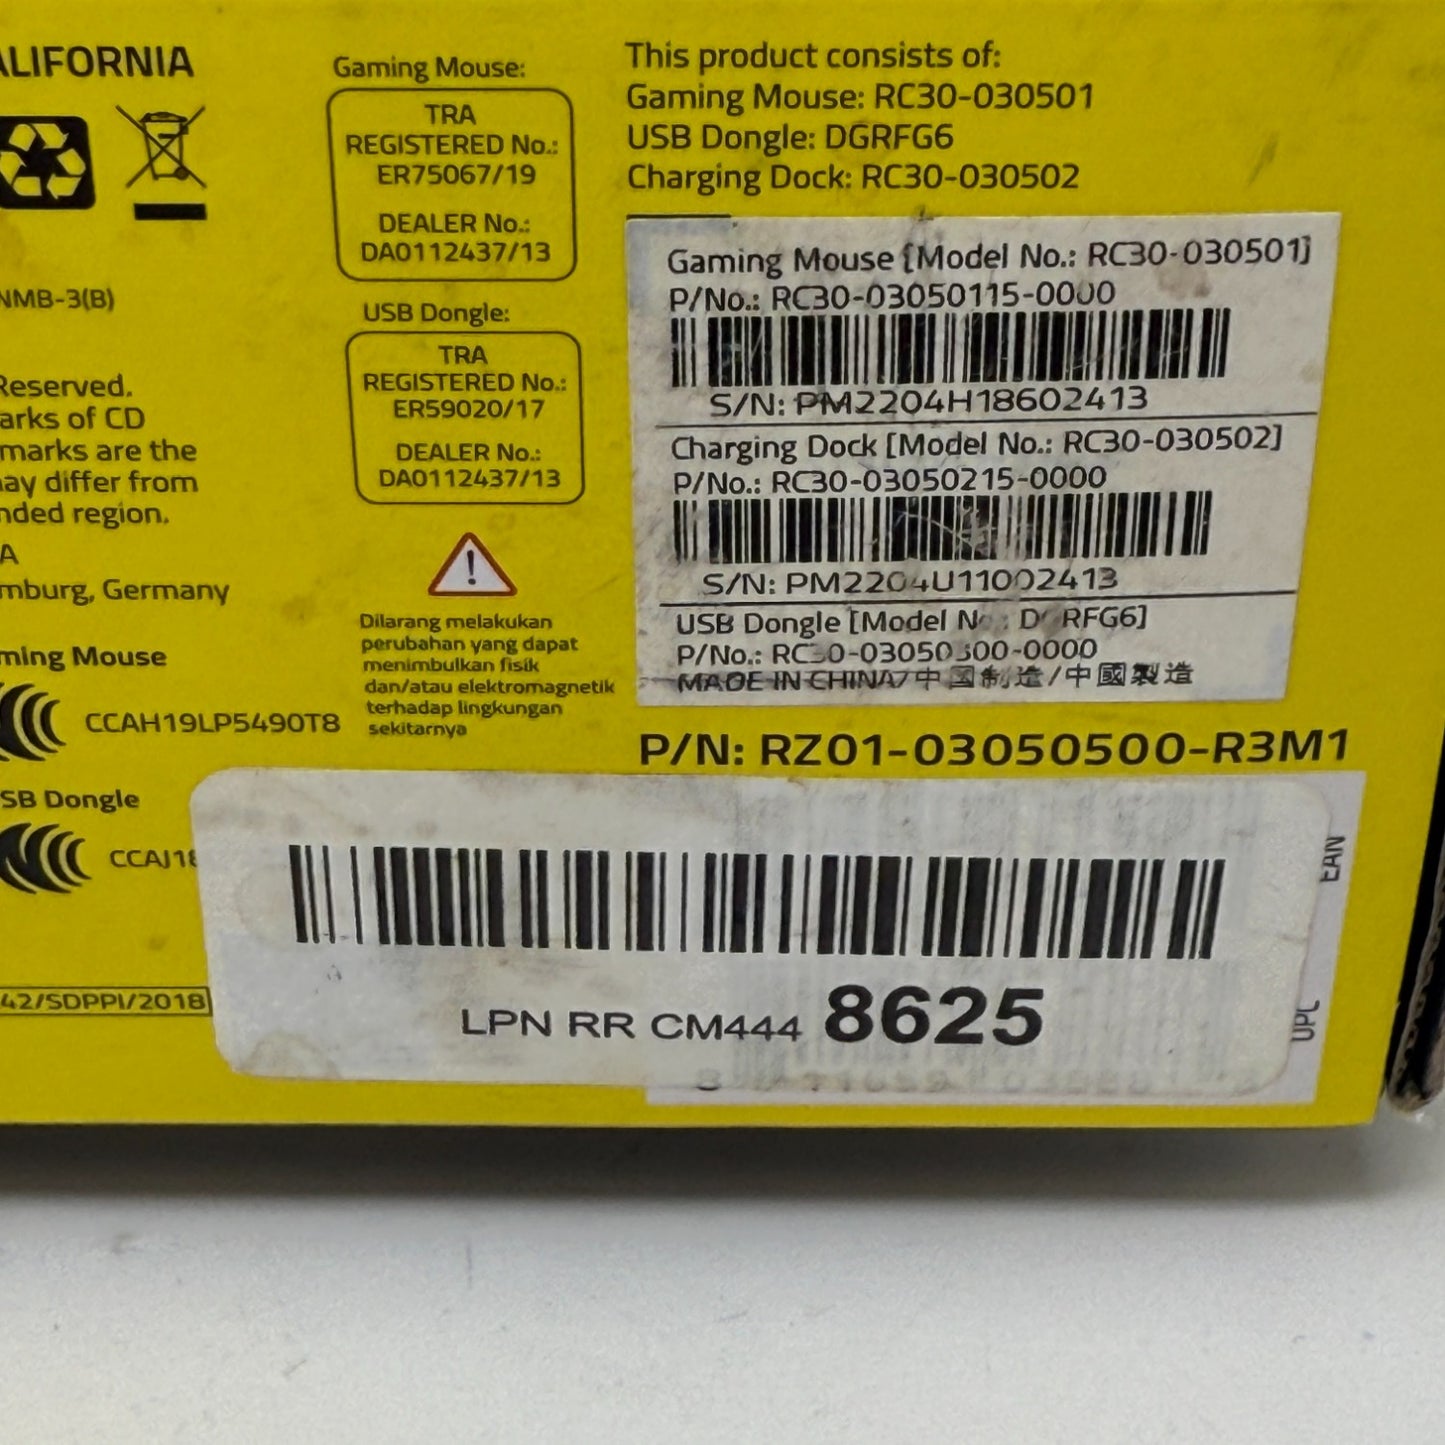 ALIFORNIA
NMB-3(B)
Reserved.
arks of CD
marks are the
ay differ from
nded region.
A
mburg, Germany
ming Mouse
CCAH19LP5490T8
SB Dongle
CCAJ18
42/SDPPI/2018
Gaming Mouse:
TRA
REGISTERED No.:
ER75067/19
DEALER No.:
DA0112437/13
USB Dongle:
TRA
REGISTERED No.:
ER59020/17
DEALER No.:
DA0112437/13
!
Dilarang melakukan
perubahan yang dapat
menimbulkan fisik
dan/atau elektromagnetik
terhadap lingkungan
sekitarnya
This product consists of:
Gaming Mouse: RC30-030501
USB Dongle: DGRFG6
Charging Dock: RC30-030502
Gaming Mouse [Model No.: RC30-030501]
P/No.: RC30-03050115-0000
S/N: PM2204H18602413
Charging Dock [Model No.: RC30-030502]
P/No.: RC30-03050215-0000
S/N: PM2204U11002413
USB Dongle [Model No.: DGRFG6]
P/No.: RC30-03050300-0000
MADE IN CHINA/中国制造/中國製造
P/N: RZ01-03050500-R3M1
EAN
UPC
LPN RR CM444 8625